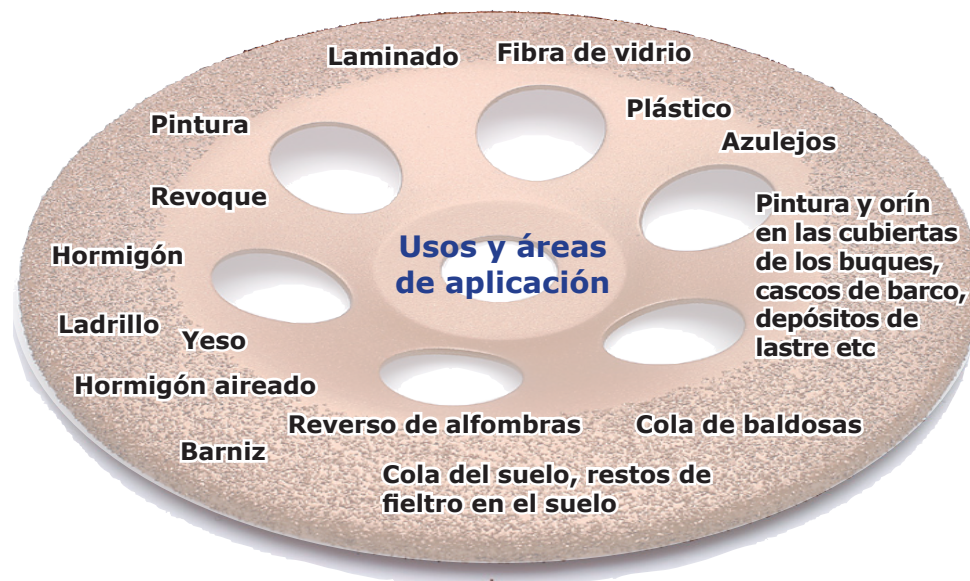 Laminado
Fibra de vidrio
Pintura
Plástico
Azulejos
Revoque
Pintura y orín
en las cubiertas
de los buques,
cascos de barco,
depósitos de
lastre etc
Usos y áreas
de aplicación
Hormigón
Ladrillo
Yeso
Hormigón aireado
Reverso de alfombras
Cola de baldosas
Barniz
Cola del suelo, restos de
fieltro en el suelo